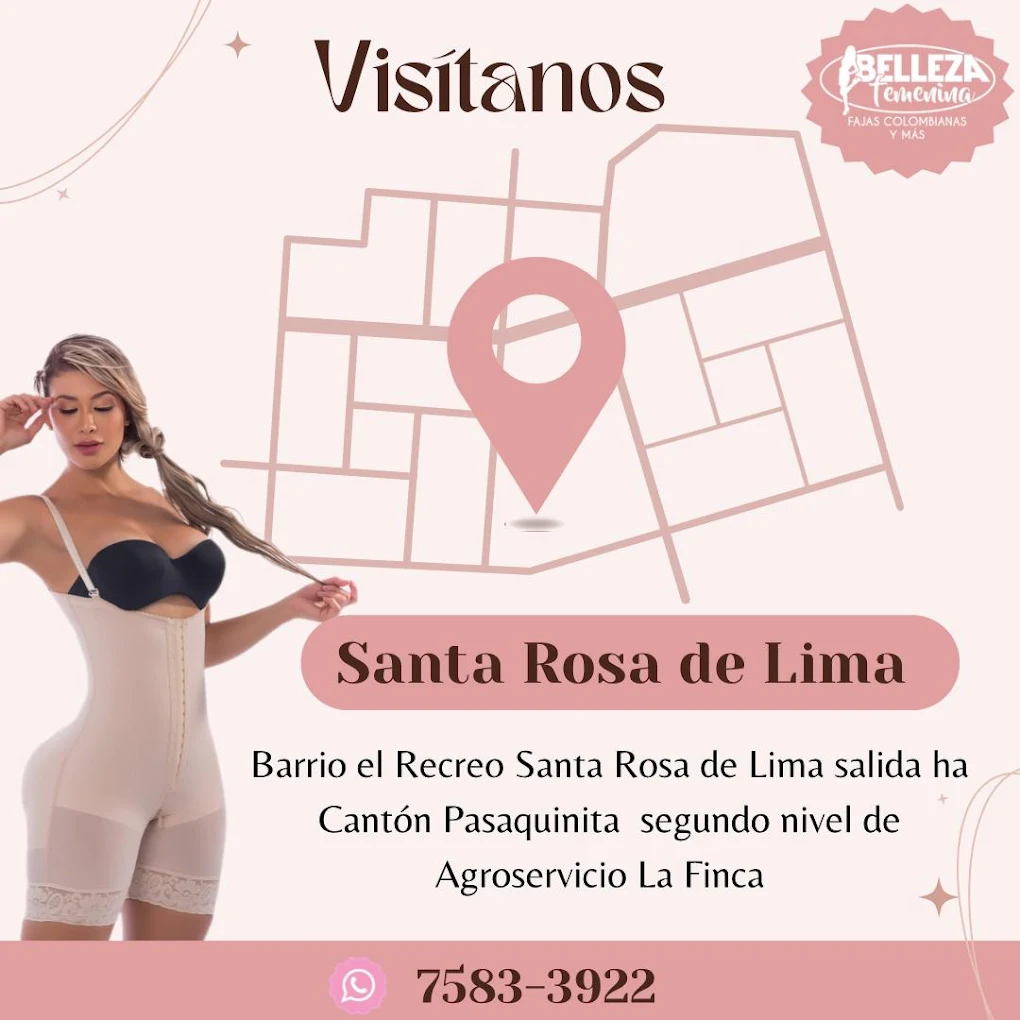 Visítanos
BELLEZA
Femenina
FAJAS COLOMBIANAS
Y MÁS
Santa Rosa de Lima
Barrio el Recreo Santa Rosa de Lima salida ha
Cantón Pasaquinita segundo nivel de
Agroservicio La Finca
7583-3922